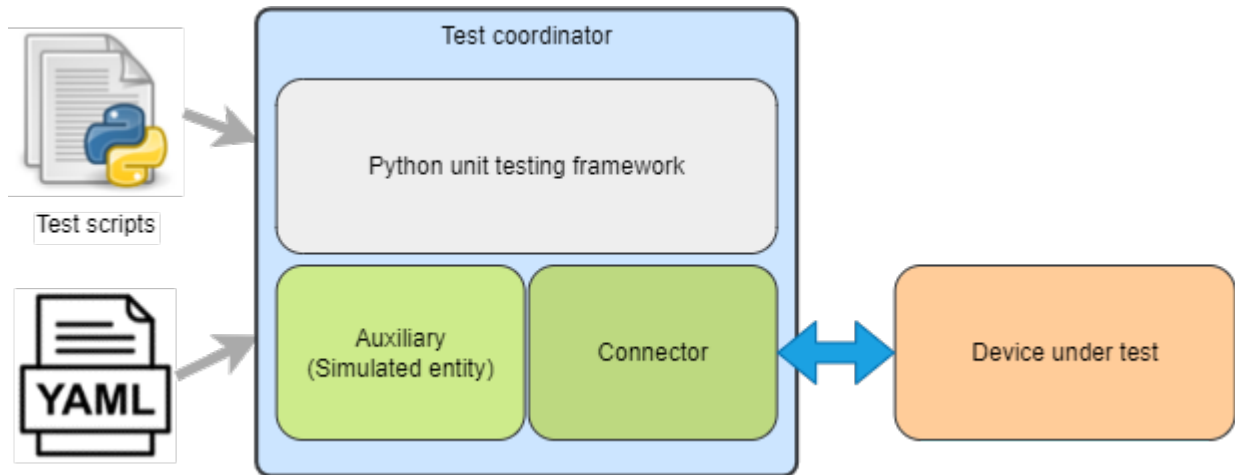 Test coordinator
Python unit testing framework
Test scripts
YAML
Auxiliary
(Simulated entity)
Connector
Device under test